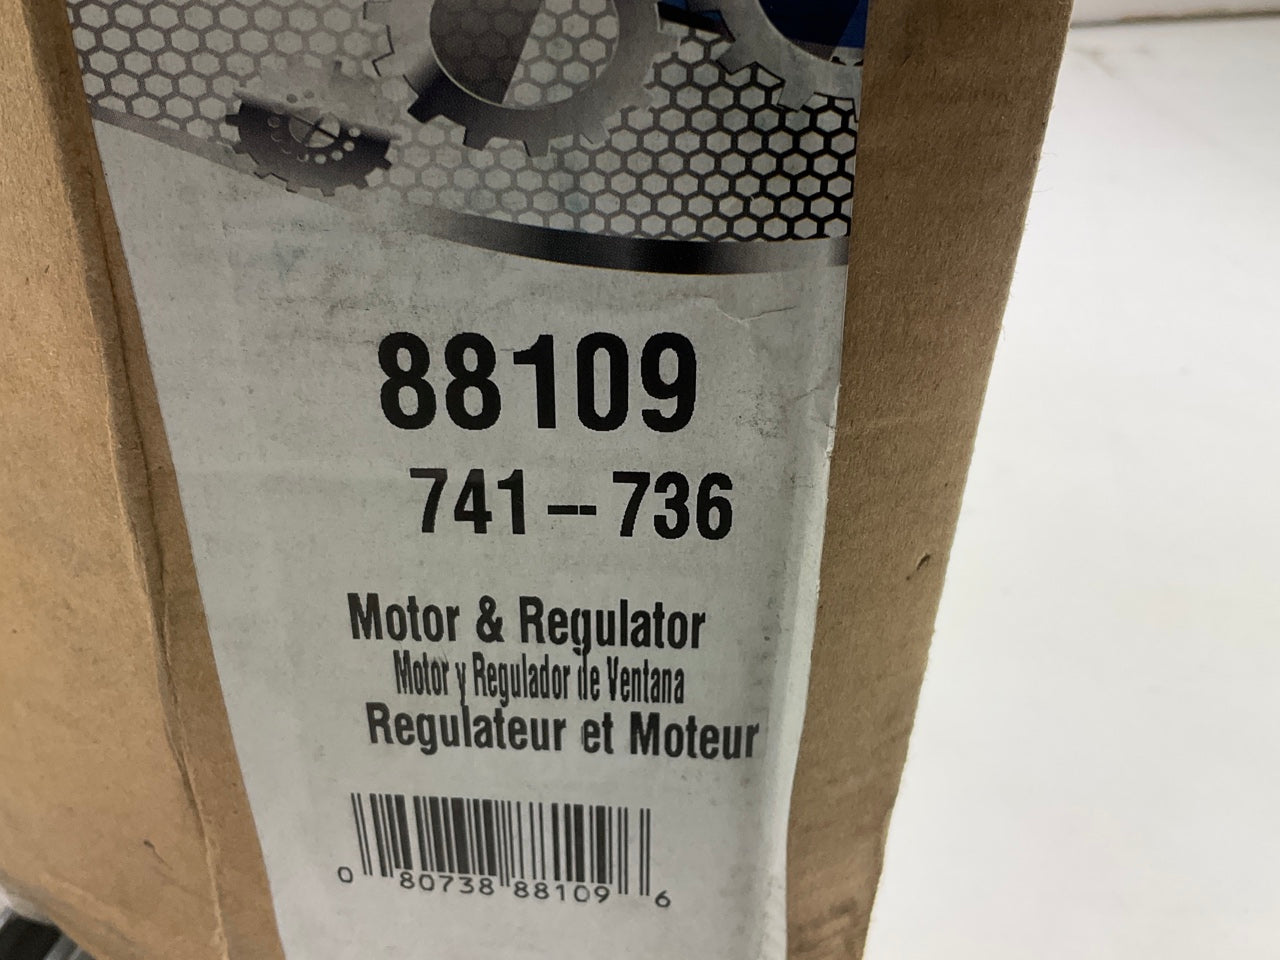 88109
741-736
Motor & Regulator
Motor y Regulador de Ventana
Regulateur et Moteur
0 80738 88109 6